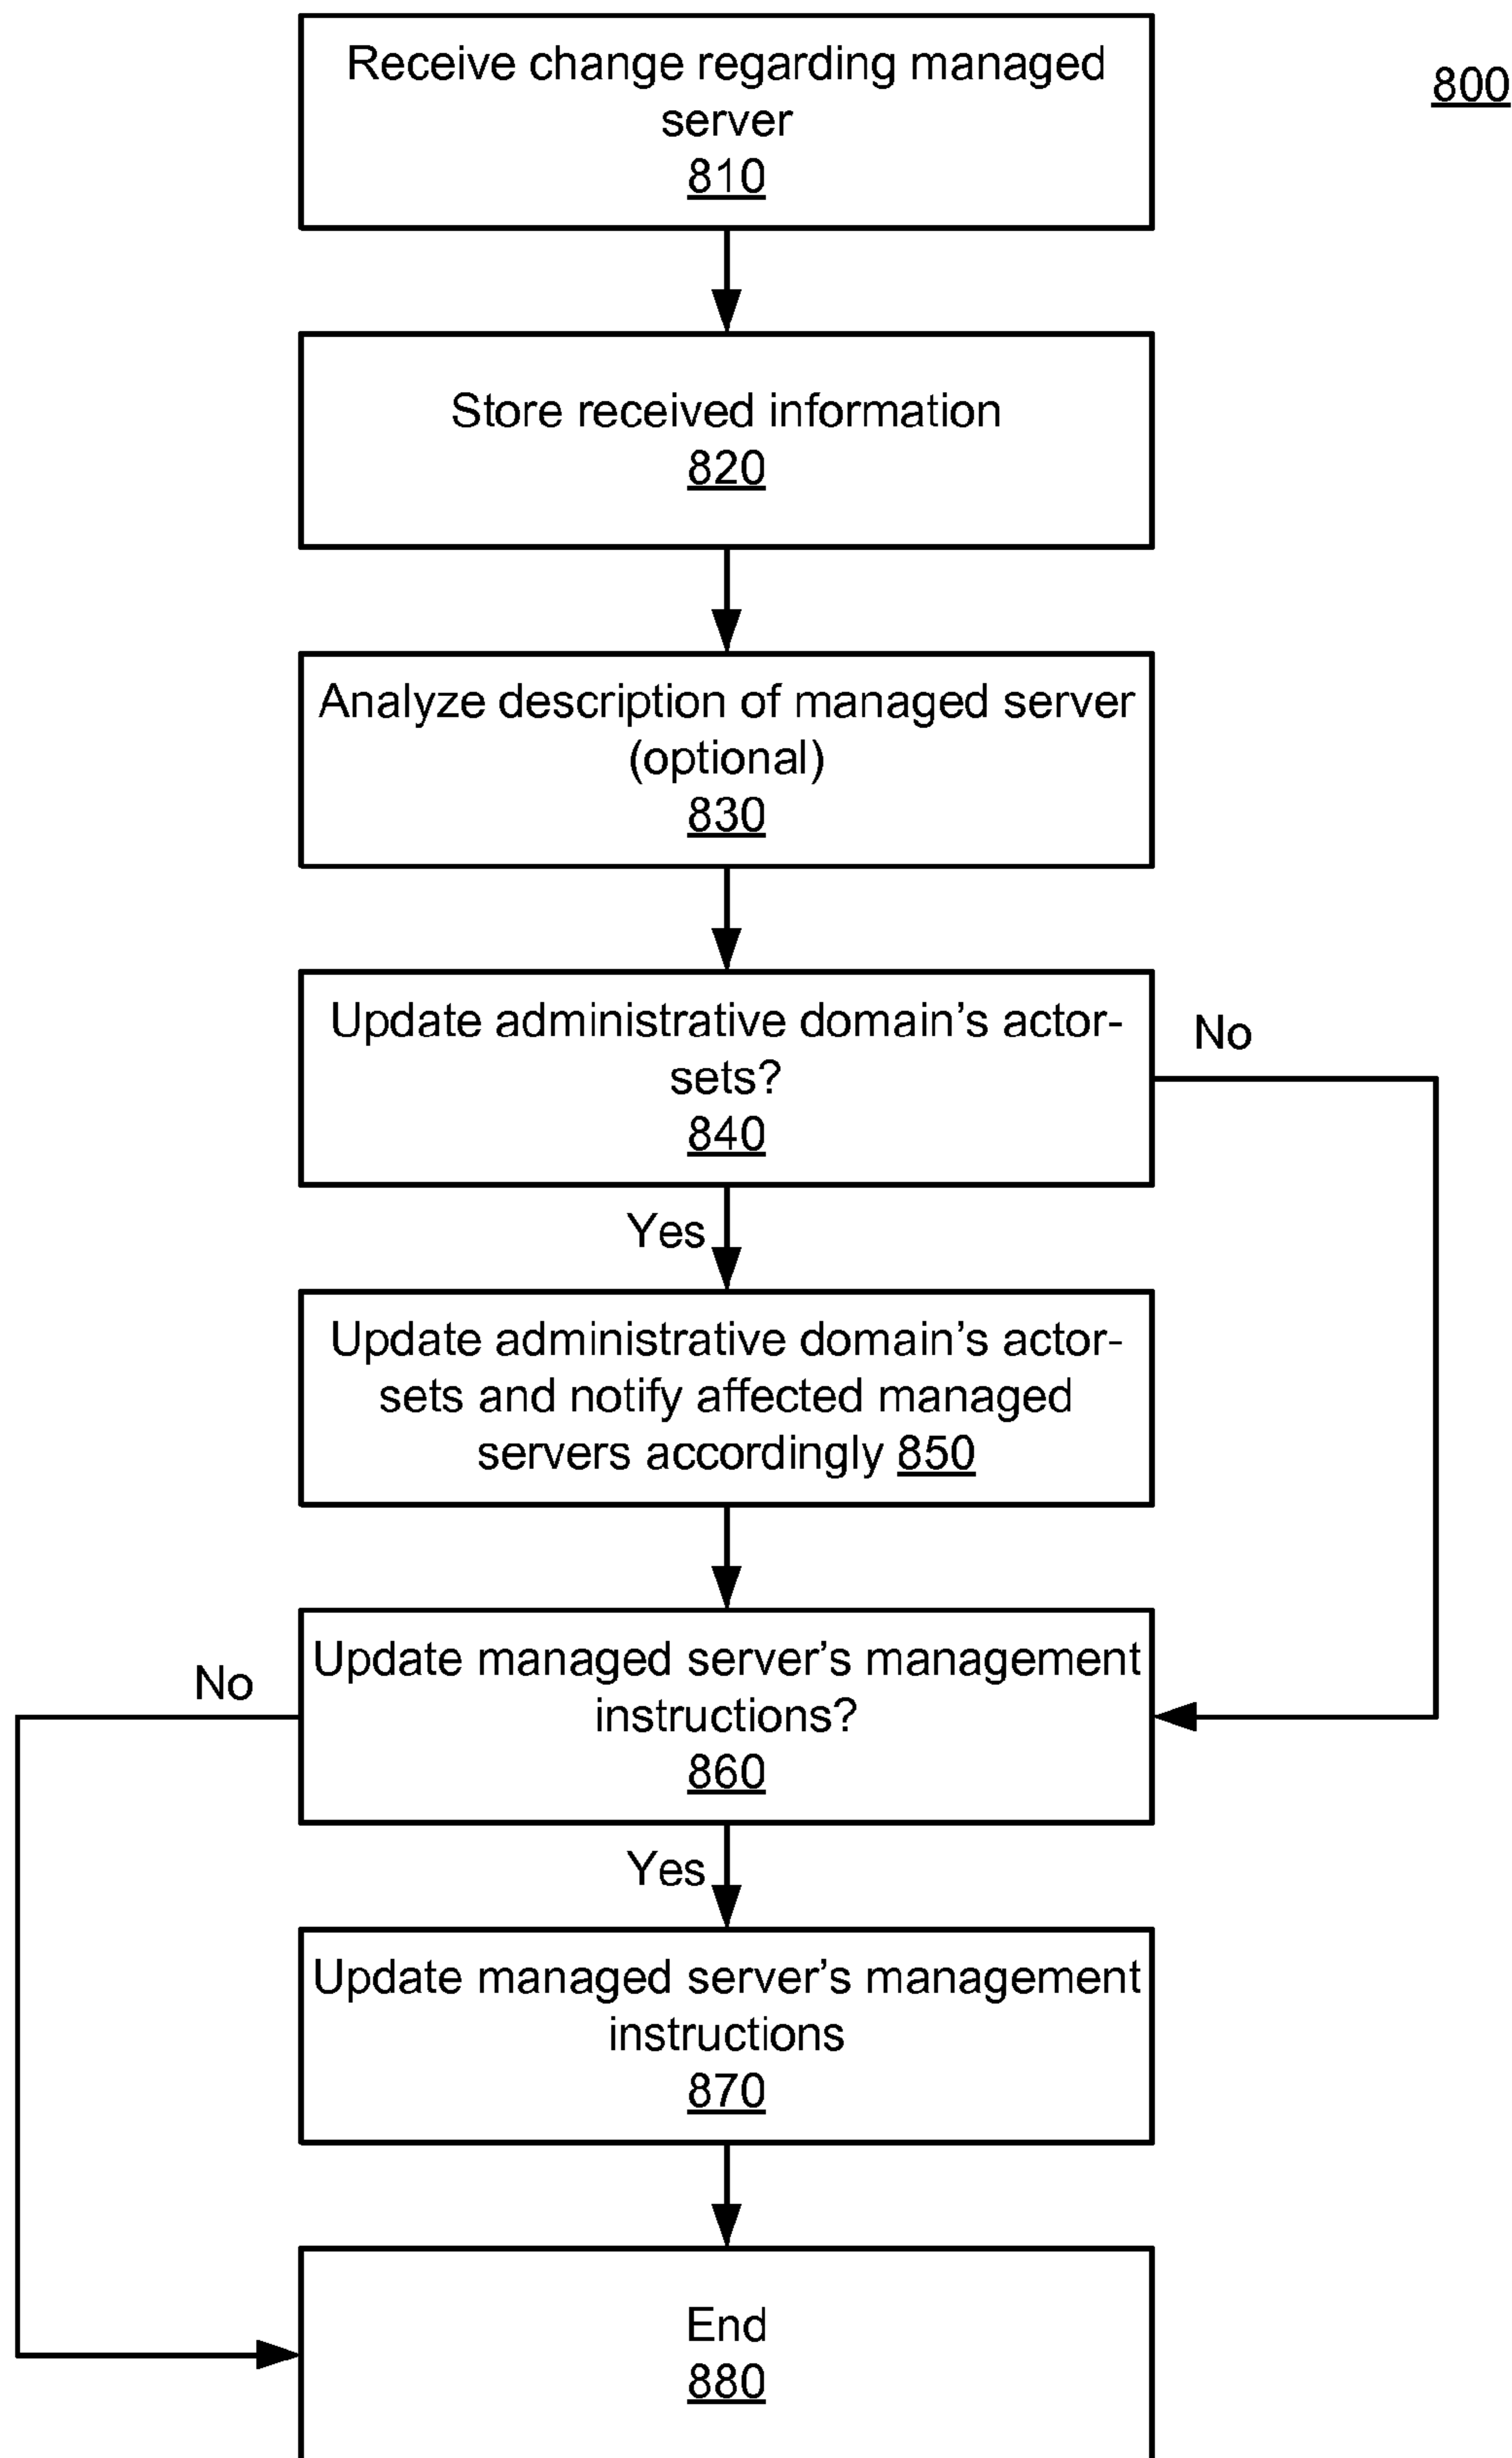 Receive change regarding managed
server
810
800
Store received information
820
Analyze description of managed server
(optional)
830
Update administrative domain’s actor-
sets?
840
No
Yes
Update administrative domain’s actor-
sets and notify affected managed
servers accordingly 850
Update managed server’s management
instructions?
860
No
Yes
Update managed server’s management
instructions
870
End
880